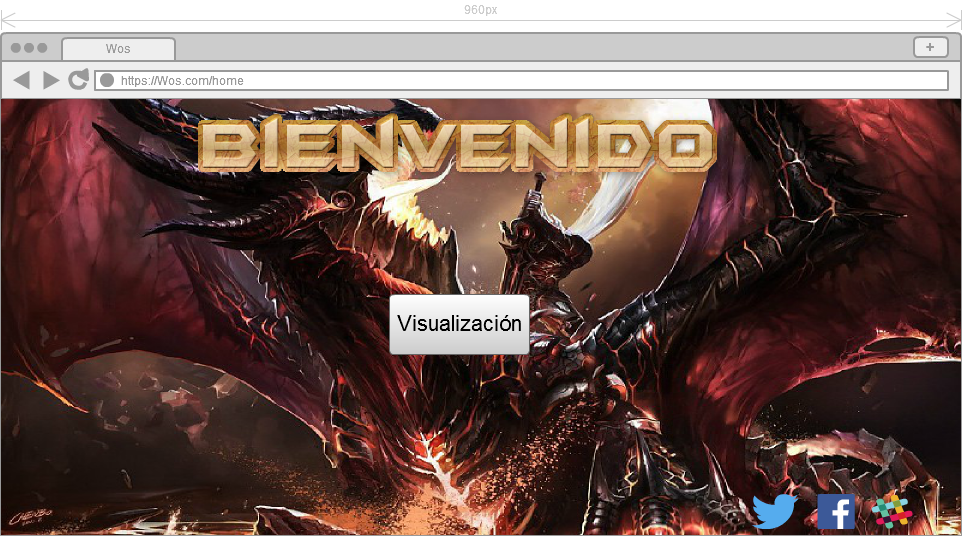 960px
Wos
+
https://Wos.com/home
BIENVENIDO
Visualización